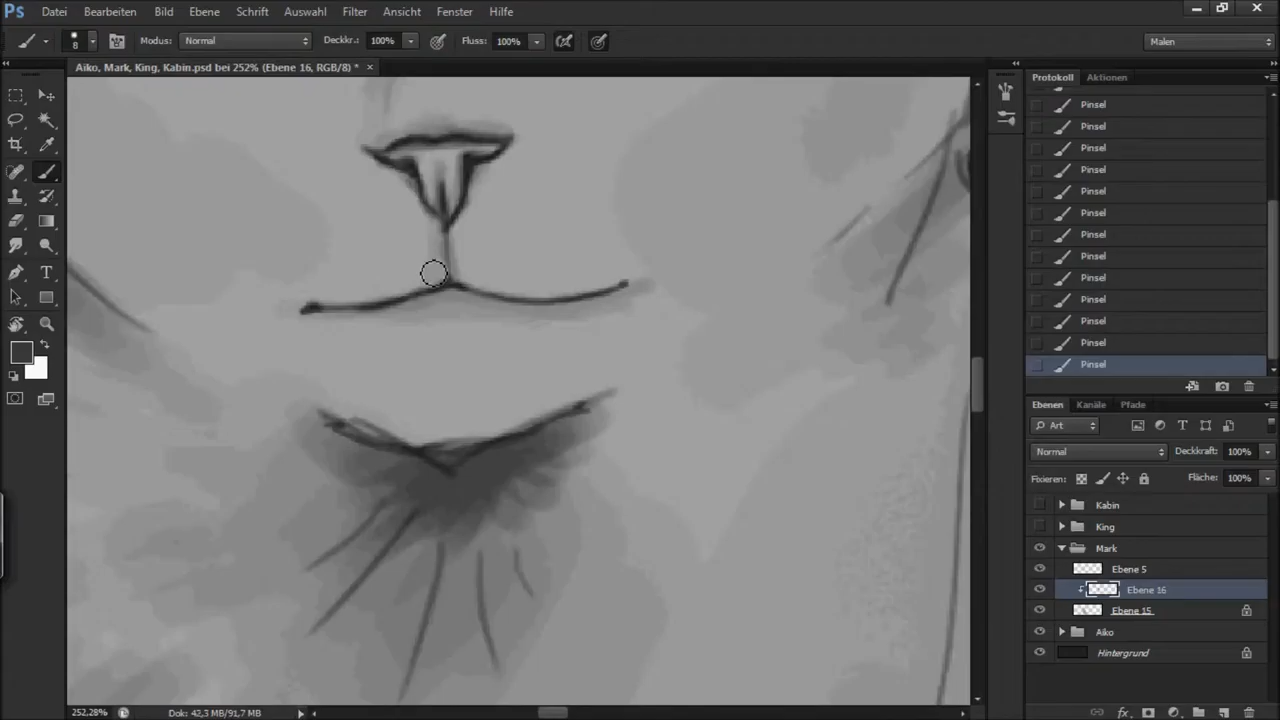 Ps Datei Bearbeiten Bild Ebene Schrift Auswahl Filter Ansicht Fenster Hilfe
8 Modus: Normal Deckkr.: 100% Fluss: 100% Malen
Aiko, Mark, King, Kabin.psd bei 252% (Ebene 16, RGB/8) * ×
Protokoll Aktionen
Pinsel
Pinsel
Pinsel
Pinsel
Pinsel
Pinsel
Pinsel
Pinsel
Pinsel
Pinsel
Pinsel
Pinsel
Pinsel
Ebenen Kanäle Pfade
Art
Normal Deckkraft: 100%
Fixieren: Fläche: 100%
Kabin
King
Mark
Ebene 5
Ebene 16
Ebene 15
Aiko
Hintergrund
252,28% Dok: 42,3 MB/91,7 MB